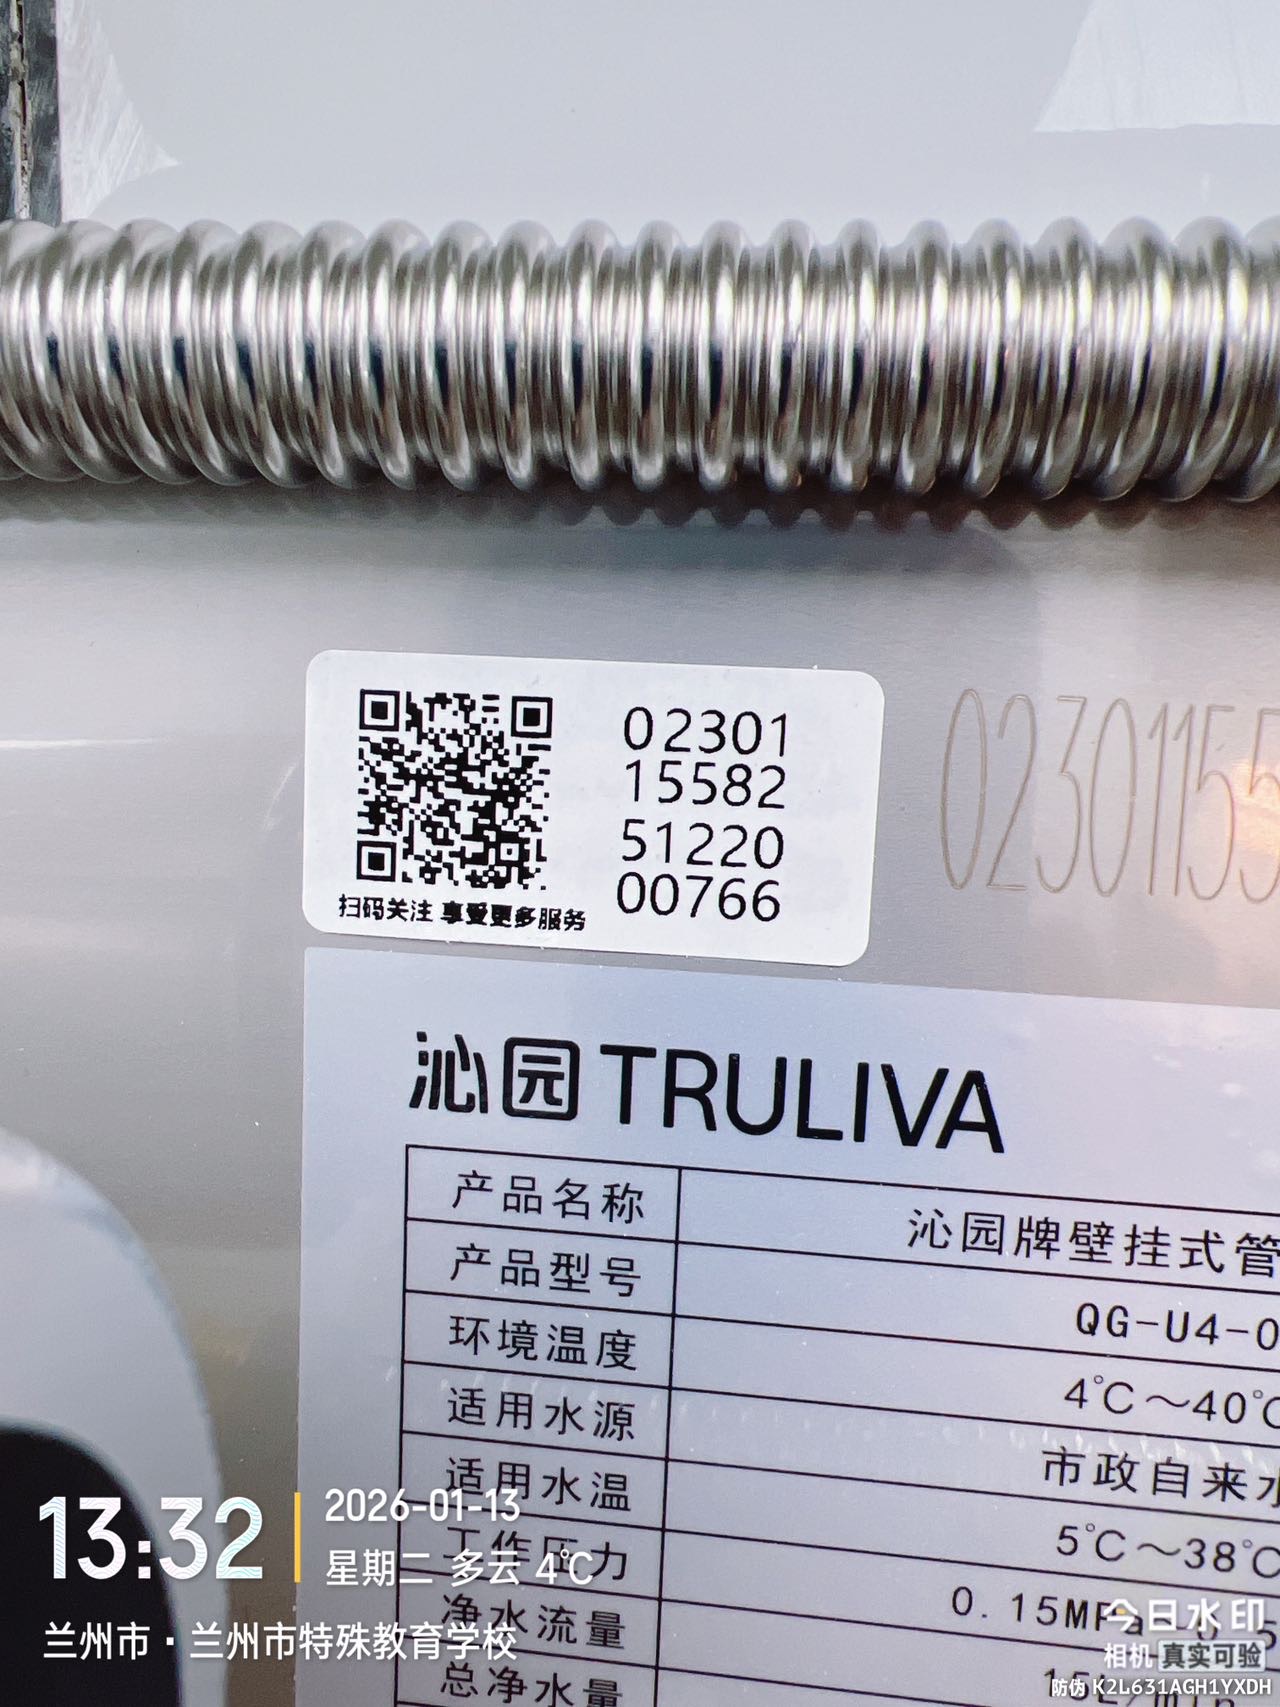 02301
15582
51220
00766
扫码关注 享受更多服务
02301155
沁园 TRULIVA
产品名称 沁园牌壁挂式管
产品型号 QG-U4-0
环境温度 4℃~40℃
适用水源 市政自来水
适用水温 5℃~38℃
工作压力 0.15MPa
净水流量
总净水量
13:32
2026-01-13
星期二 多云 4℃
兰州市·兰州市特殊教育学校
今日水印
相机 真实可验
防伪 K2L631AGH1YXDH